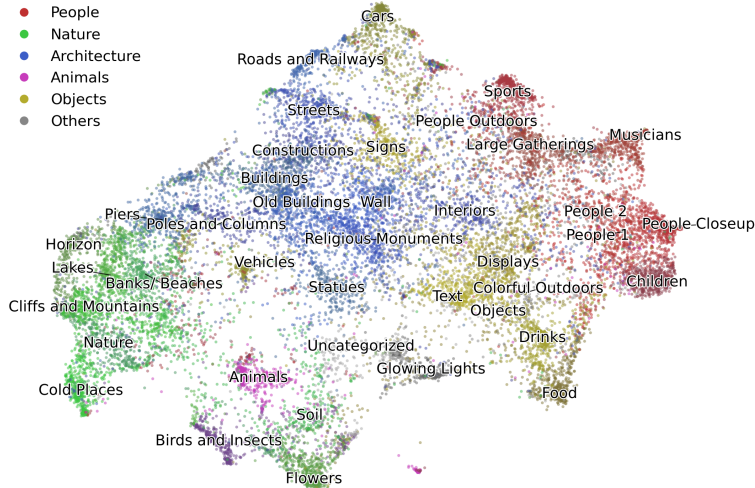 People
Nature
Architecture
Animals
Objects
Others
Cars
Roads and Railways
Sports
Streets
People Outdoors
Musicians
Large Gatherings
Constructions
Signs
Buildings
Old Buildings
Wall
Piers
Poles and Columns
Interiors
People 2
People Closeup
People 1
Religious Monuments
Horizon
Lakes
Banks/ Beaches
Vehicles
Displays
Children
Statues
Text
Colorful Outdoors
Objects
Cliffs and Mountains
Nature
Uncategorized
Drinks
Glowing Lights
Animals
Cold Places
Food
Soil
Birds and Insects
Flowers